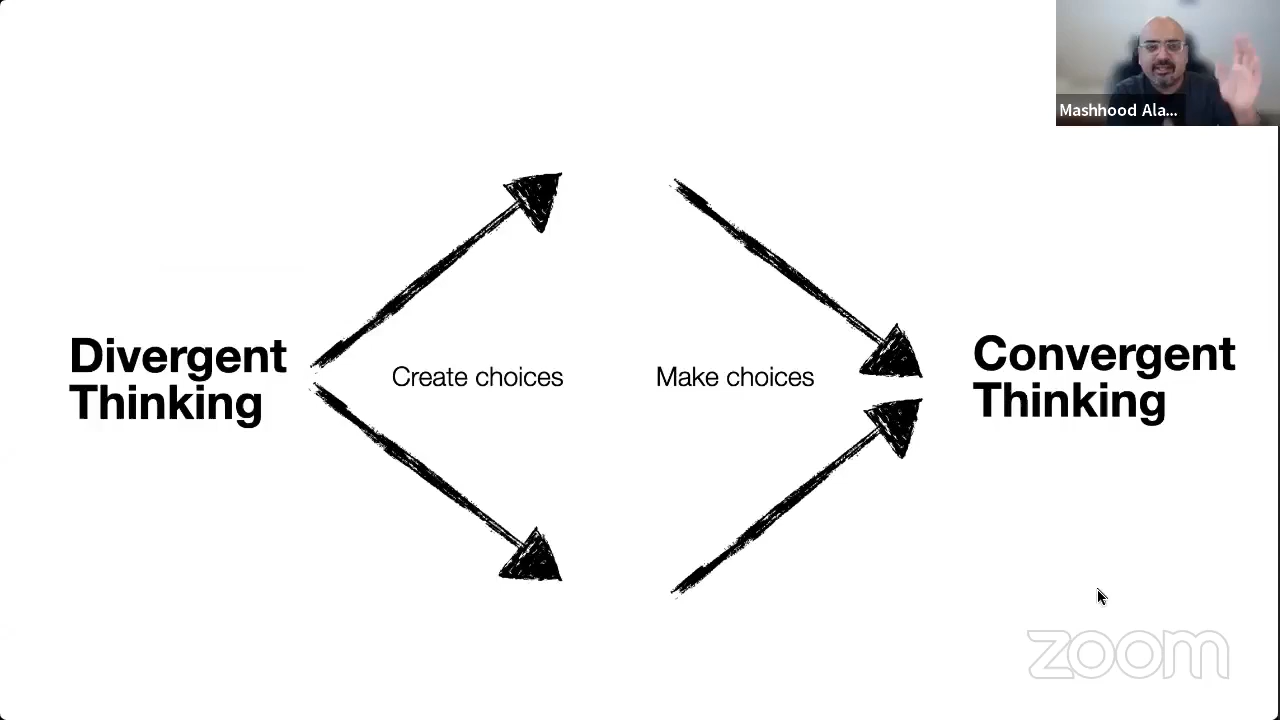 Mashhood Ala...
Divergent
Thinking
Create choices
Make choices
Convergent
Thinking
zoom